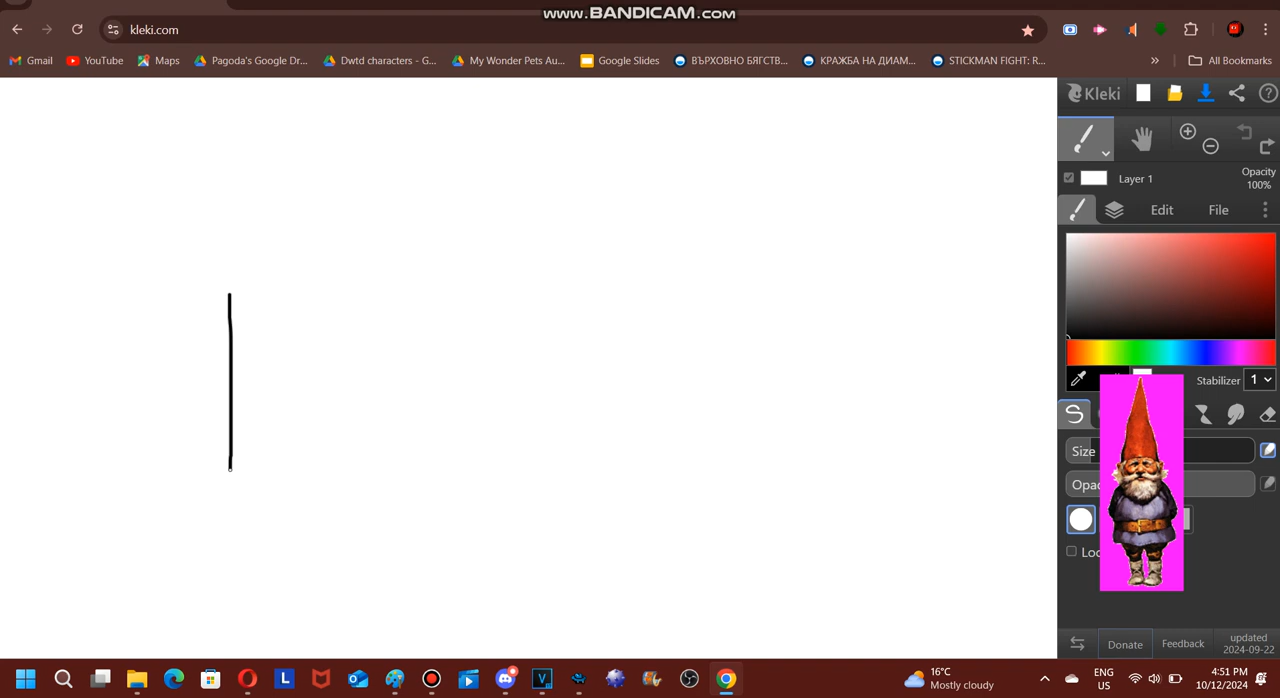 www.BANDICAM.com
kleki.com
Gmail
YouTube
Maps
Pagoda's Google Dr...
Dwtd characters - G...
My Wonder Pets Au...
Google Slides
ВЪРХОВНО БЯГСТВ...
КРАЖБА НА ДИАМ...
STICKMAN FIGHT: R...
»
All Bookmarks
Kleki
Layer 1
Opacity
100%
Edit
File
Stabilizer
1
Size
Opac
Loc
Donate
Feedback
updated
2024-09-22
16°C
Mostly cloudy
ENG
US
4:51 PM
10/12/2024